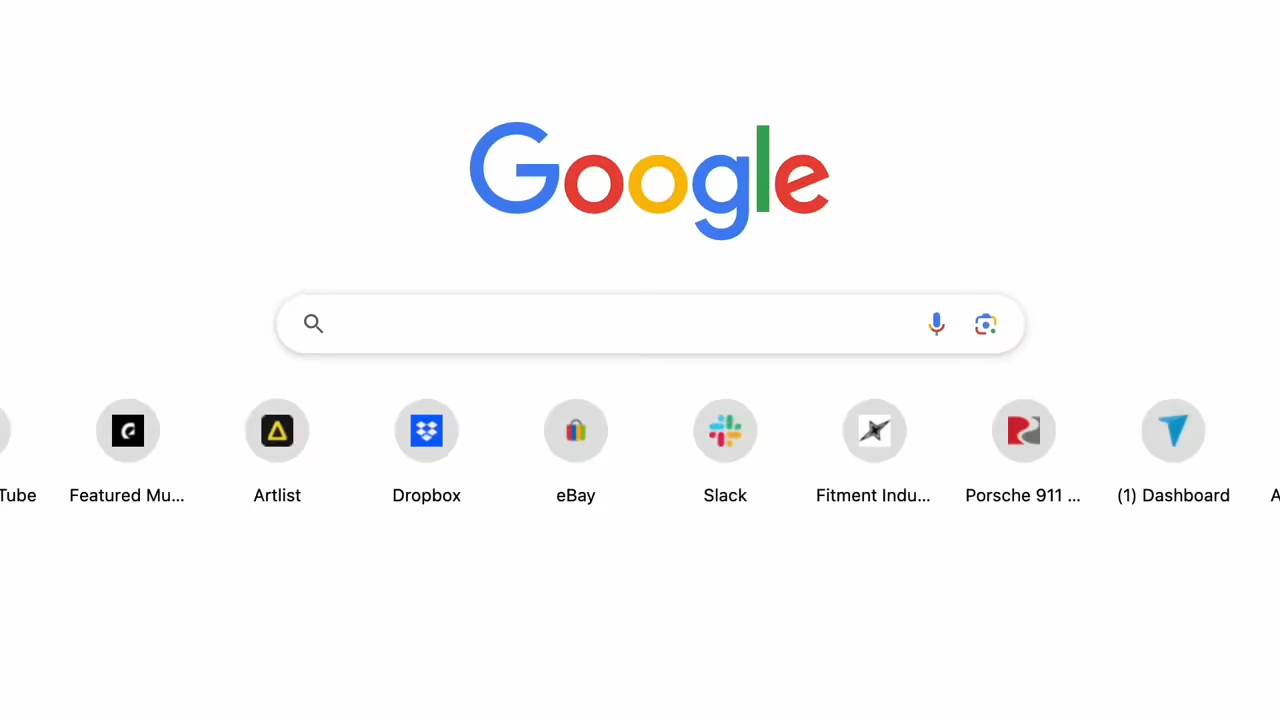 Google
Tube
Featured Mu...
Artlist
Dropbox
eBay
Slack
Fitment Indu...
Porsche 911 ...
(1) Dashboard
A